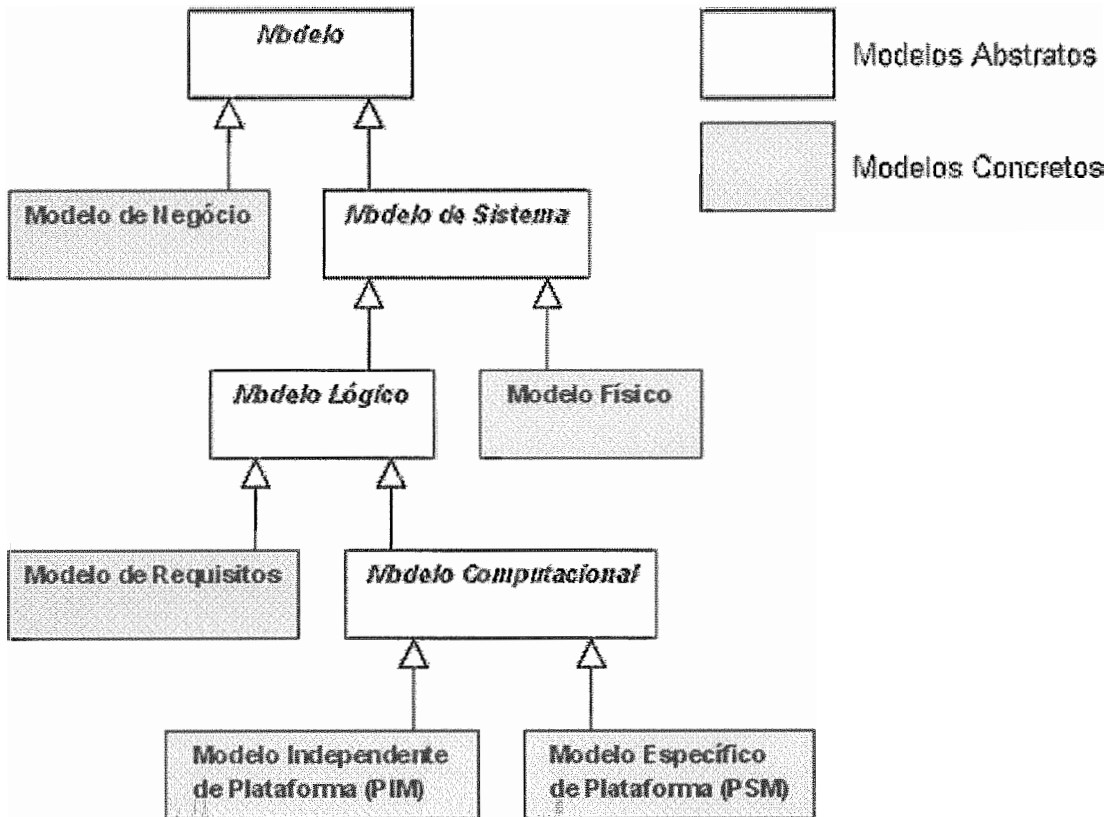 Modelo
Modelos Abstratos
Modelos Concretos
Modelo de Negócio
Modelo de Sistema
Modelo Lógico
Modelo Físico
Modelo de Requisitos
Modelo Computacional
Modelo Independente
de Plataforma (PIM)
Modelo Específico
de Plataforma (PSM)